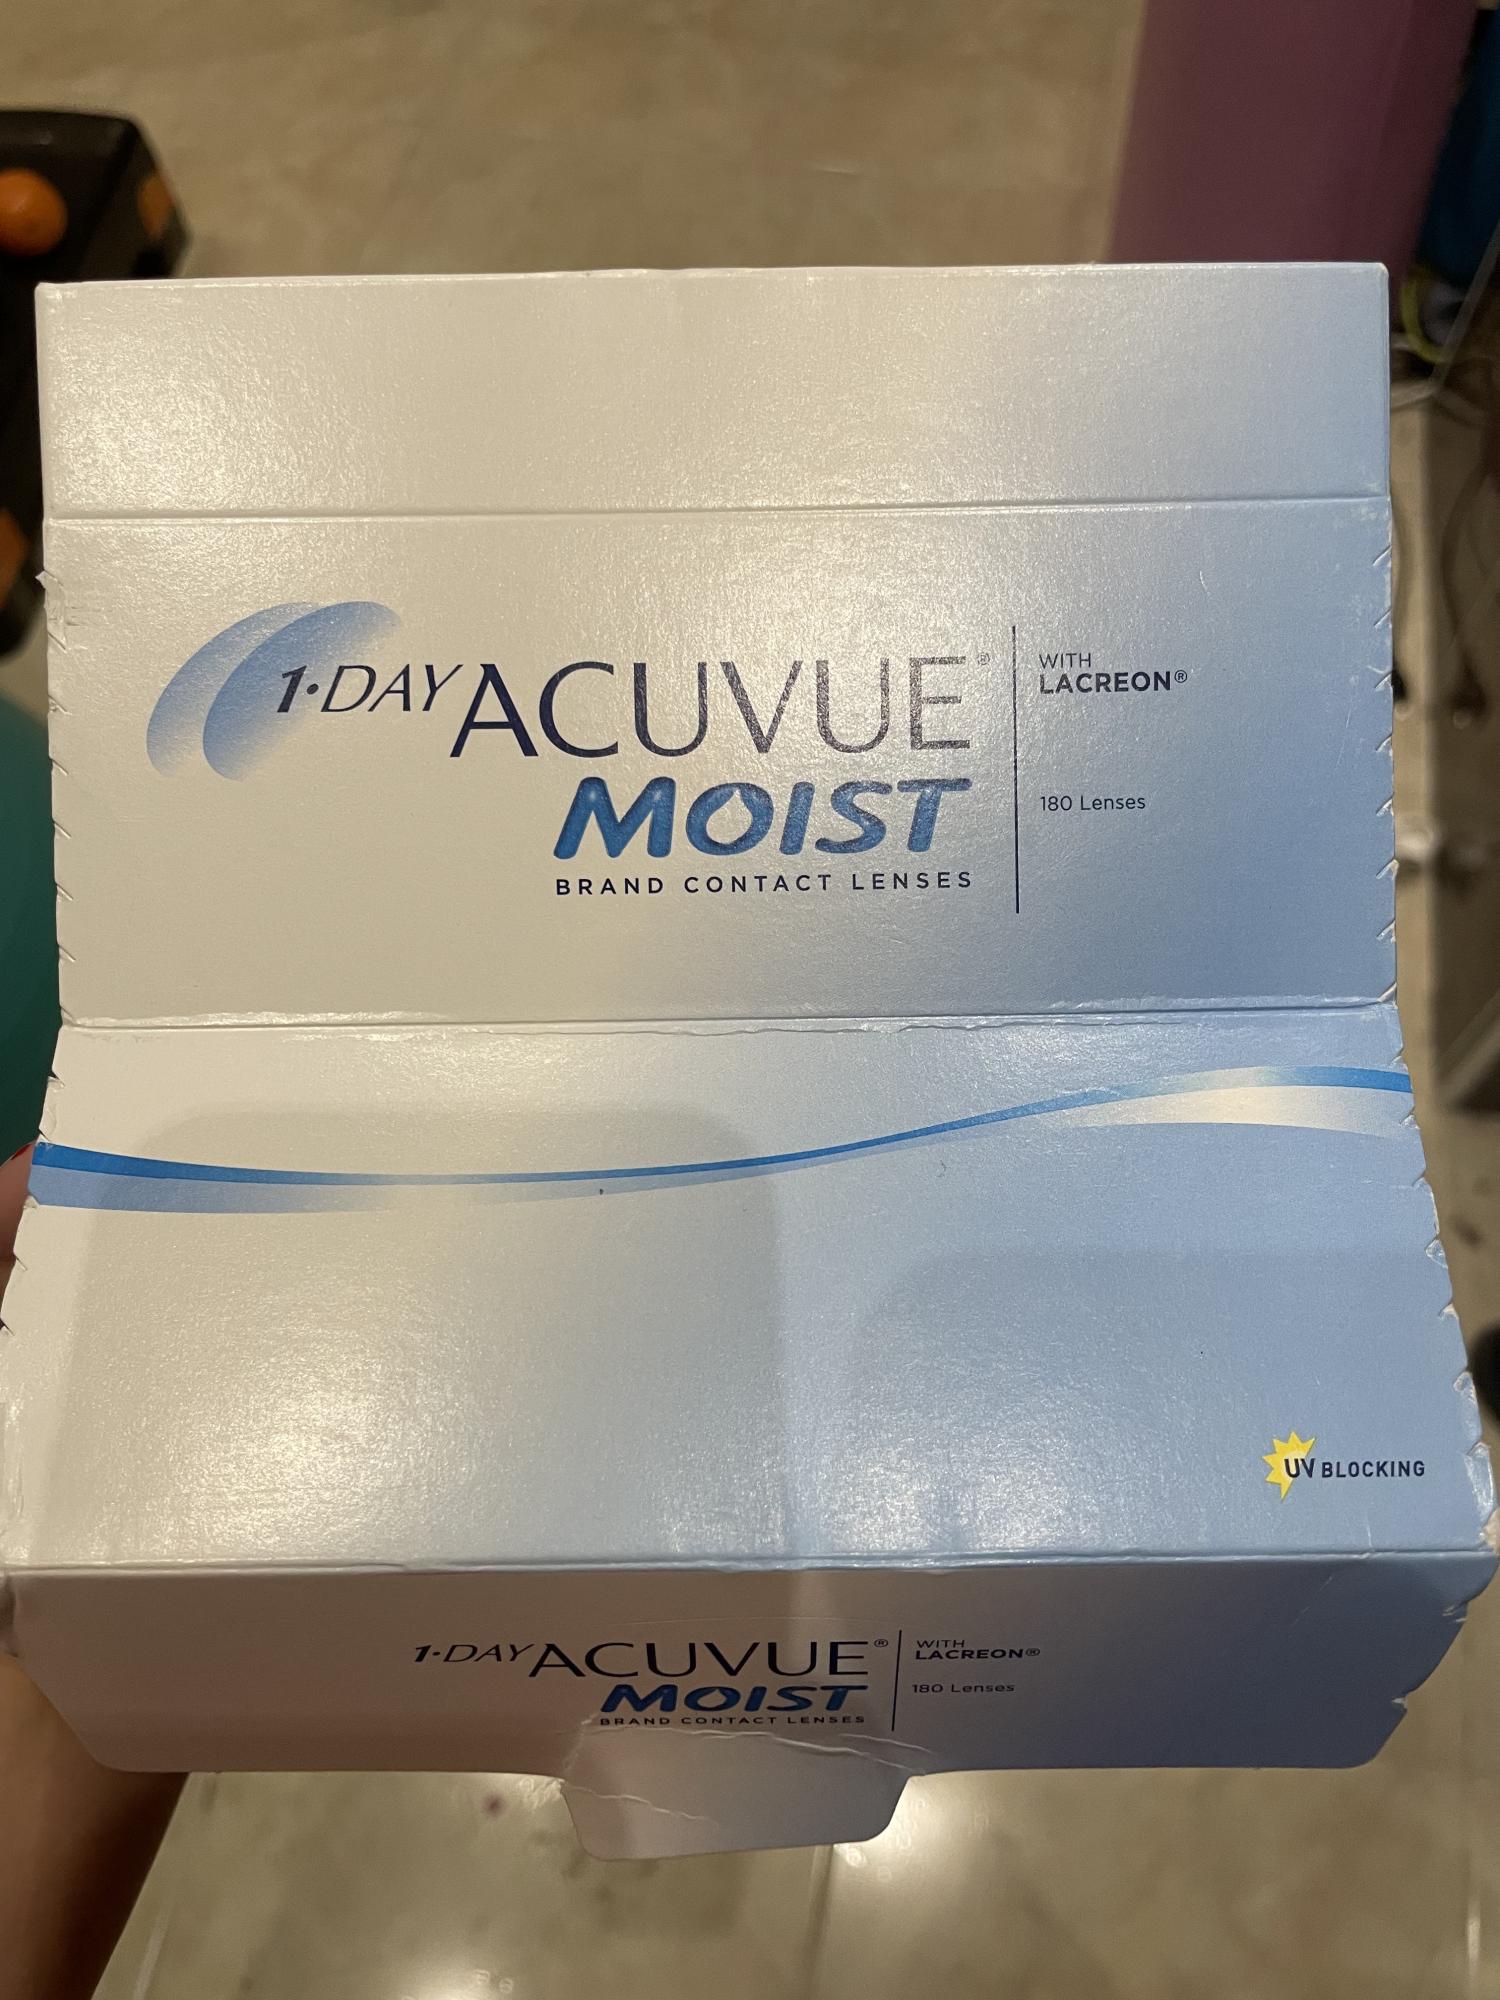 1·DAY ACUVUE®
MOIST
BRAND CONTACT LENSES
WITH
LACREON®
180 Lenses
UV BLOCKING
1·DAY ACUVUE®
MOIST
BRAND CONTACT LENSES
WITH
LACREON®
180 Lenses